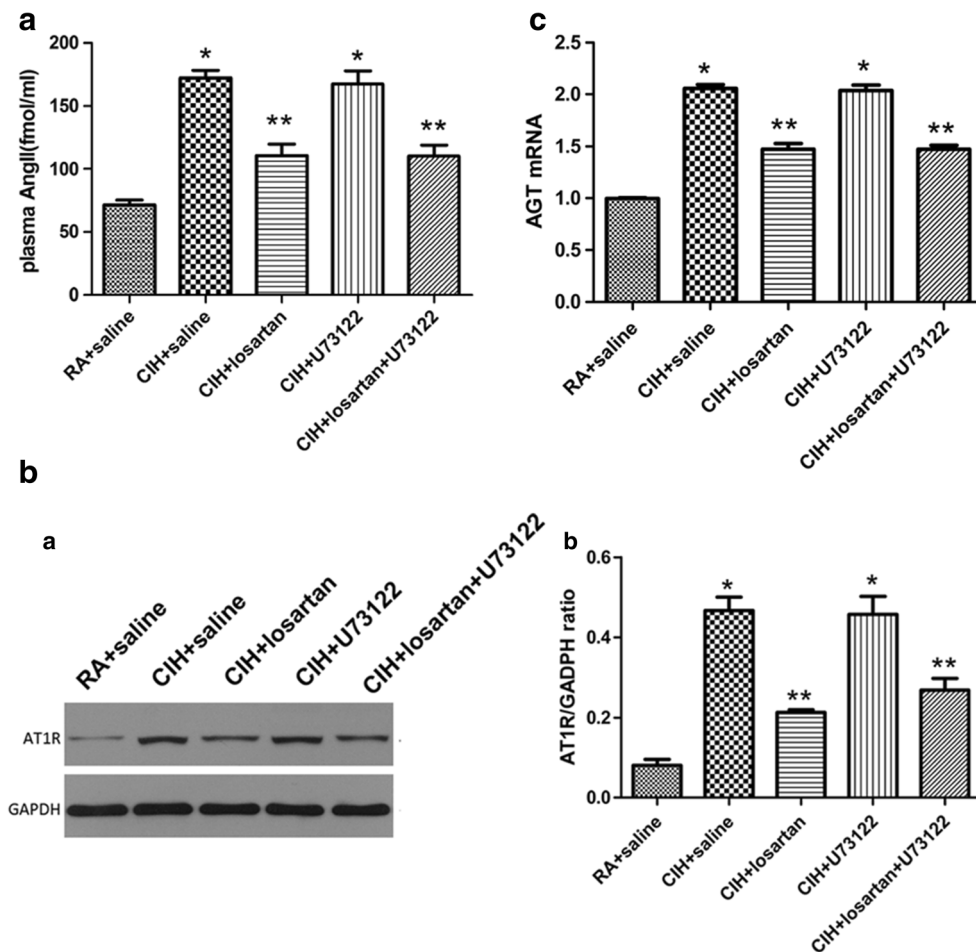 a
plasma AngII(fmol/ml)
200
150
100
50
0
*
**
*
**
RA+saline
CIH+saline
CIH+losartan
CIH+U73122
CIH+losartan+U73122
c
AGT mRNA
2.5
2.0
1.5
1.0
0.5
0.0
*
**
*
**
RA+saline
CIH+saline
CIH+losartan
CIH+U73122
CIH+losartan+U73122
b
a
RA+saline
CIH+saline
CIH+losartan
CIH+U73122
CIH+losartan+U73122
AT1R
GAPDH
b
AT1R/GADPH ratio
0.6
0.4
0.2
0.0
*
**
*
**
RA+saline
CIH+saline
CIH+losartan
CIH+U73122
CIH+losartan+U73122